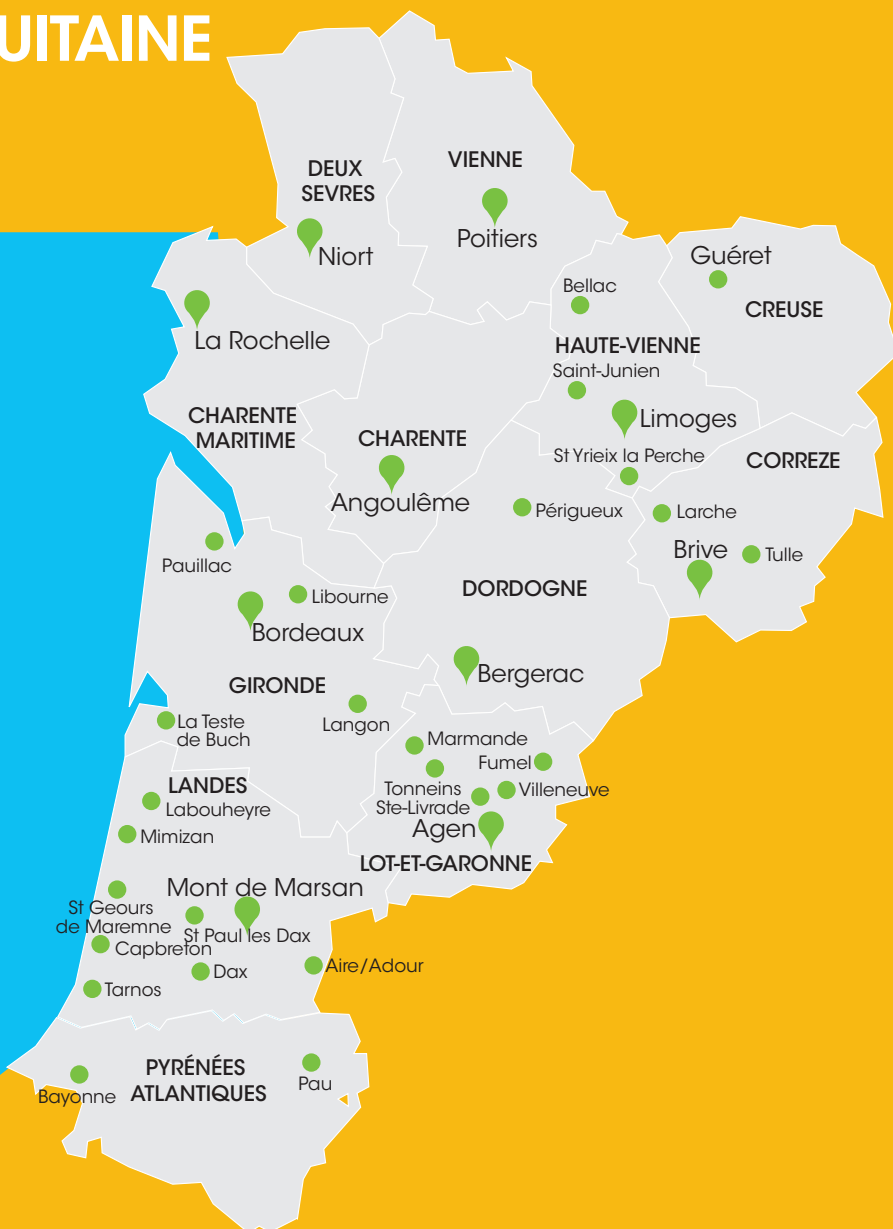 UITAINE
DEUX
SEVRES
VIENNE
Niort
Poitiers
Guéret
Bellac
CREUSE
La Rochelle
HAUTE-VIENNE
Saint-Junien
CHARENTE
MARITIME
CHARENTE
Limoges
St Yrieix la Perche
CORREZE
Angoulême
Périgueux
Larche
Brive
Tulle
Pauillac
Libourne
DORDOGNE
Bordeaux
Bergerac
GIRONDE
La Teste
de Buch
Langon
Marmande
Fumel
LANDES
Labouheyre
Tonneins
Villeneuve
Ste-Livrade
Mimizan
Agen
LOT-ET-GARONNE
Mont de Marsan
St Geours
de Maremne
St Paul les Dax
Capbreton
Dax
Aire/Adour
Tarnos
PYRÉNÉES
ATLANTIQUES
Pau
Bayonne